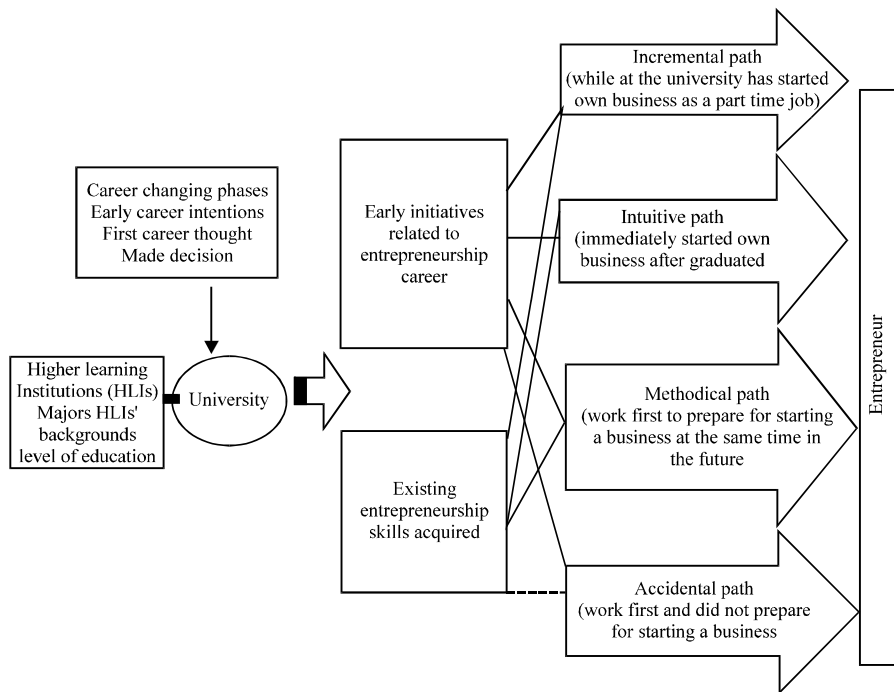 Career changing phases
Early career intentions
First career thought
Made decision
Higher learning
Institutions (HLIs)
Majors HLIs'
backgrounds
level of education
University
Early initiatives
related to
entrepreneurship
career
Existing
entrepreneurship
skills acquired
Incremental path
(while at the university has started
own business as a part time job)
Intuitive path
(immediately started own
business after graduated
Methodical path
(work first to prepare for starting
a business at the same time in
the future
Accidental path
(work first and did not prepare
for starting a business
Entrepreneur